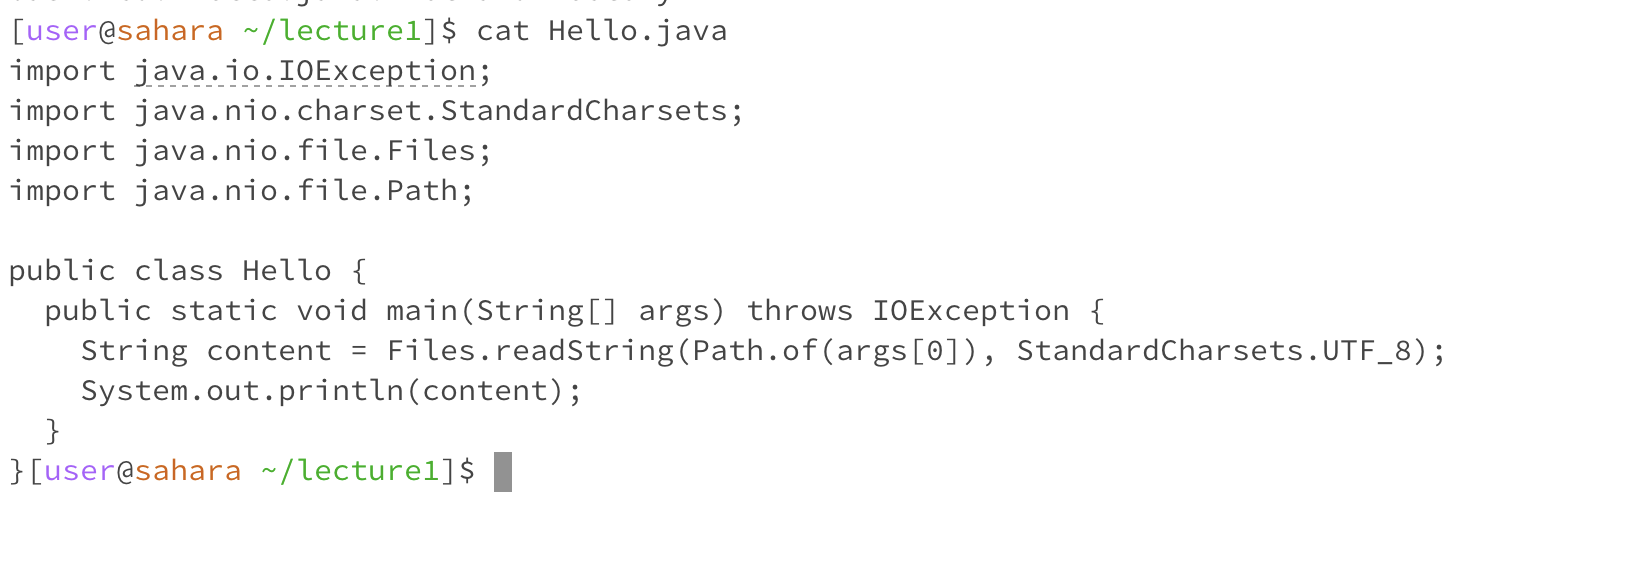 [user@sahara ~/lecture1]$ cat Hello.java
import java.io.IOException;
import java.nio.charset.StandardCharsets;
import java.nio.file.Files;
import java.nio.file.Path;

public class Hello {
  public static void main(String[] args) throws IOException {
    String content = Files.readString(Path.of(args[0]), StandardCharsets.UTF_8);
    System.out.println(content);
  }
}[user@sahara ~/lecture1]$